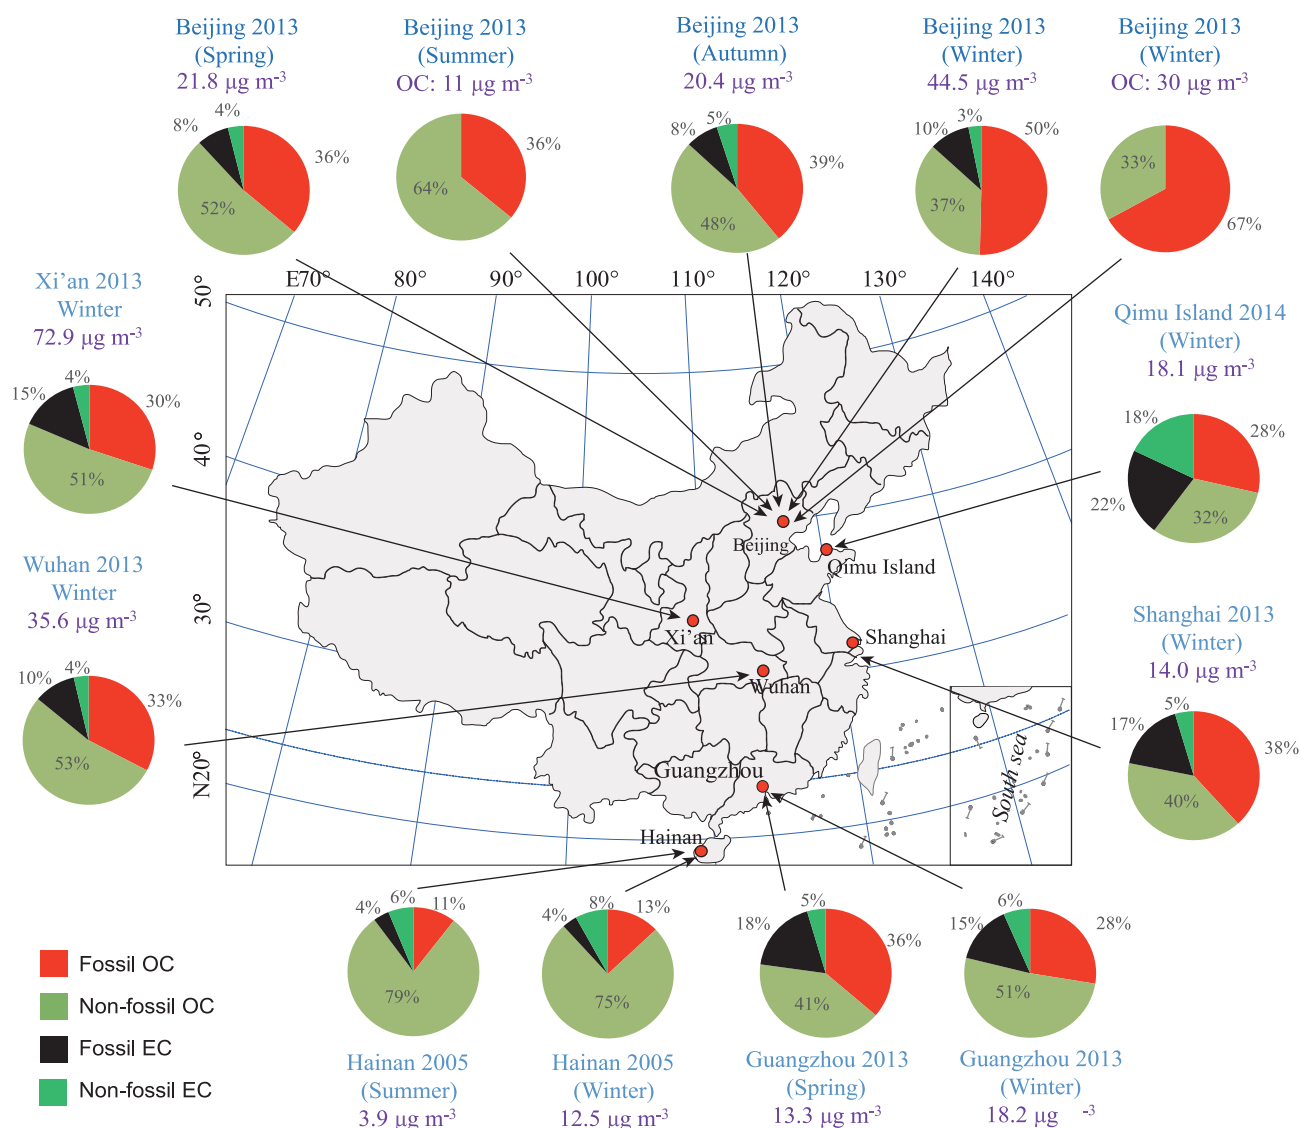 Beijing 2013
(Spring)
21.8 μg m-3
4%
8%
36%
52%
Beijing 2013
(Summer)
OC: 11 μg m-3
36%
64%
Beijing 2013
(Autumn)
20.4 μg m-3
5%
8%
39%
48%
Beijing 2013
(Winter)
44.5 μg m-3
3%
10%
50%
37%
Beijing 2013
(Winter)
OC: 30 μg m-3
33%
67%
E70° 80° 90° 100° 110° 120° 130° 140°
50°
40°
30°
N20°
Xi'an 2013
Winter
72.9 μg m-3
4%
15%
30%
51%
Wuhan 2013
Winter
35.6 μg m-3
4%
10%
33%
53%
Qimu Island 2014
(Winter)
18.1 μg m-3
18%
28%
22%
32%
Shanghai 2013
(Winter)
14.0 μg m-3
5%
17%
38%
40%
Beijing
Qimu Island
Xi'an
Shanghai
Wuhan
Guangzhou
Hainan
South sea
6%
4%
11%
79%
Hainan 2005
(Summer)
3.9 μg m-3
8%
4%
13%
75%
Hainan 2005
(Winter)
12.5 μg m-3
5%
18%
36%
41%
Guangzhou 2013
(Spring)
13.3 μg m-3
6%
15%
28%
51%
Guangzhou 2013
(Winter)
18.2 μg -3
Fossil OC
Non-fossil OC
Fossil EC
Non-fossil EC